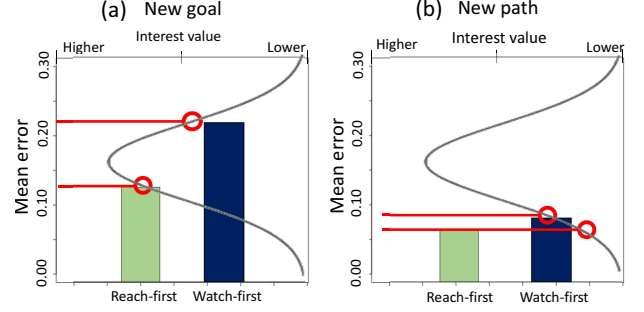 (a) New goal
Interest value
Higher
Lower
0.30
0.20
0.10
0.00
Mean error
Reach-first
Watch-first
(b) New path
Interest value
Higher
Lower
0.30
0.20
0.10
0.00
Mean error
Reach-first
Watch-first